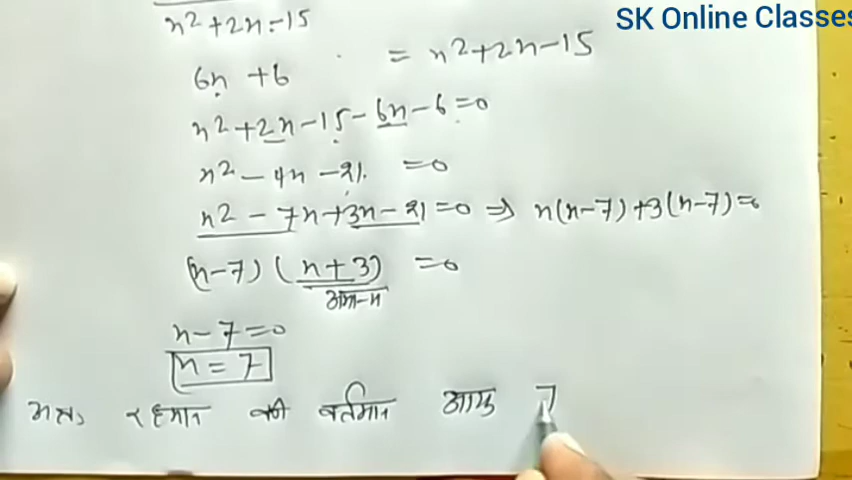 SK Online Classes
x² + 2x - 15
6x + 6 = x² + 2x - 15
x² + 2x - 15 - 6x - 6 = 0
x² - 4x - 21 = 0
x² - 7x + 3x - 21 = 0 ⇒ x(x-7) + 3(x-7) = 0
(x-7) (x+3) = 0
x - 7 = 0
x = 7
अतः रहमान की वर्तमान आयु 7